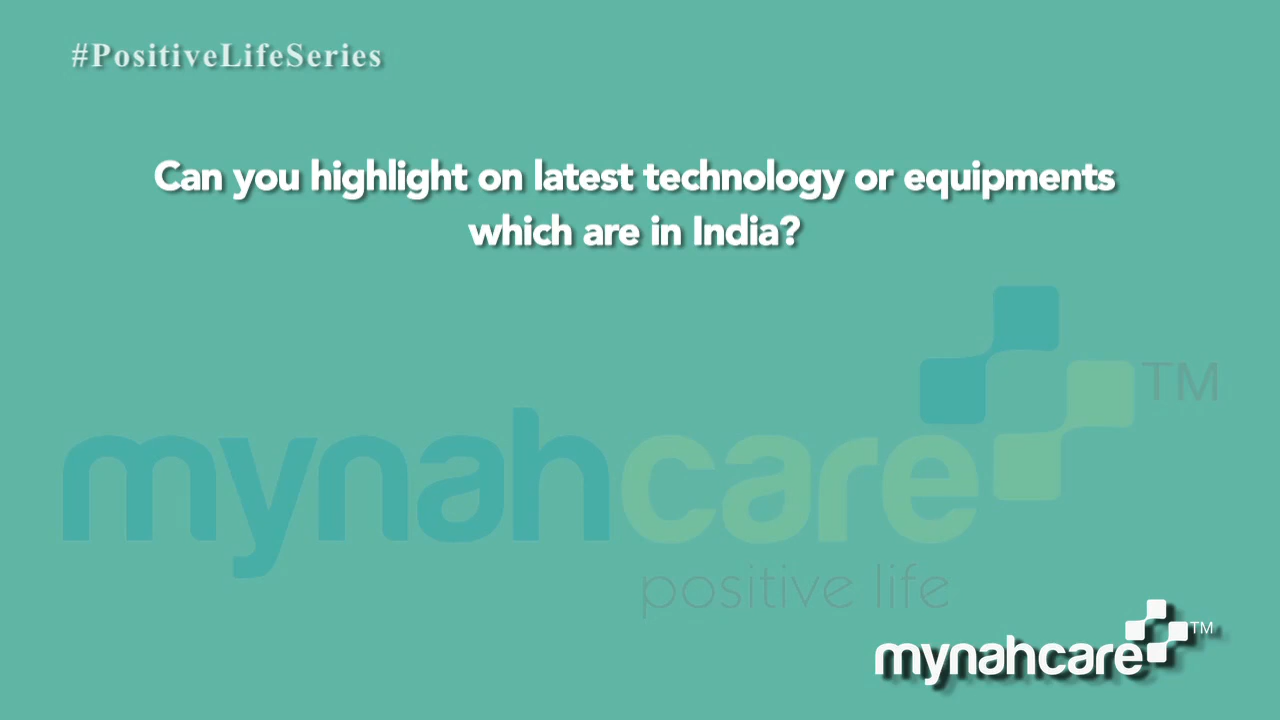 #PositiveLifeSeries
Can you highlight on latest technology or equipments
which are in India?
mynahcare TM
positive life
mynahcare TM